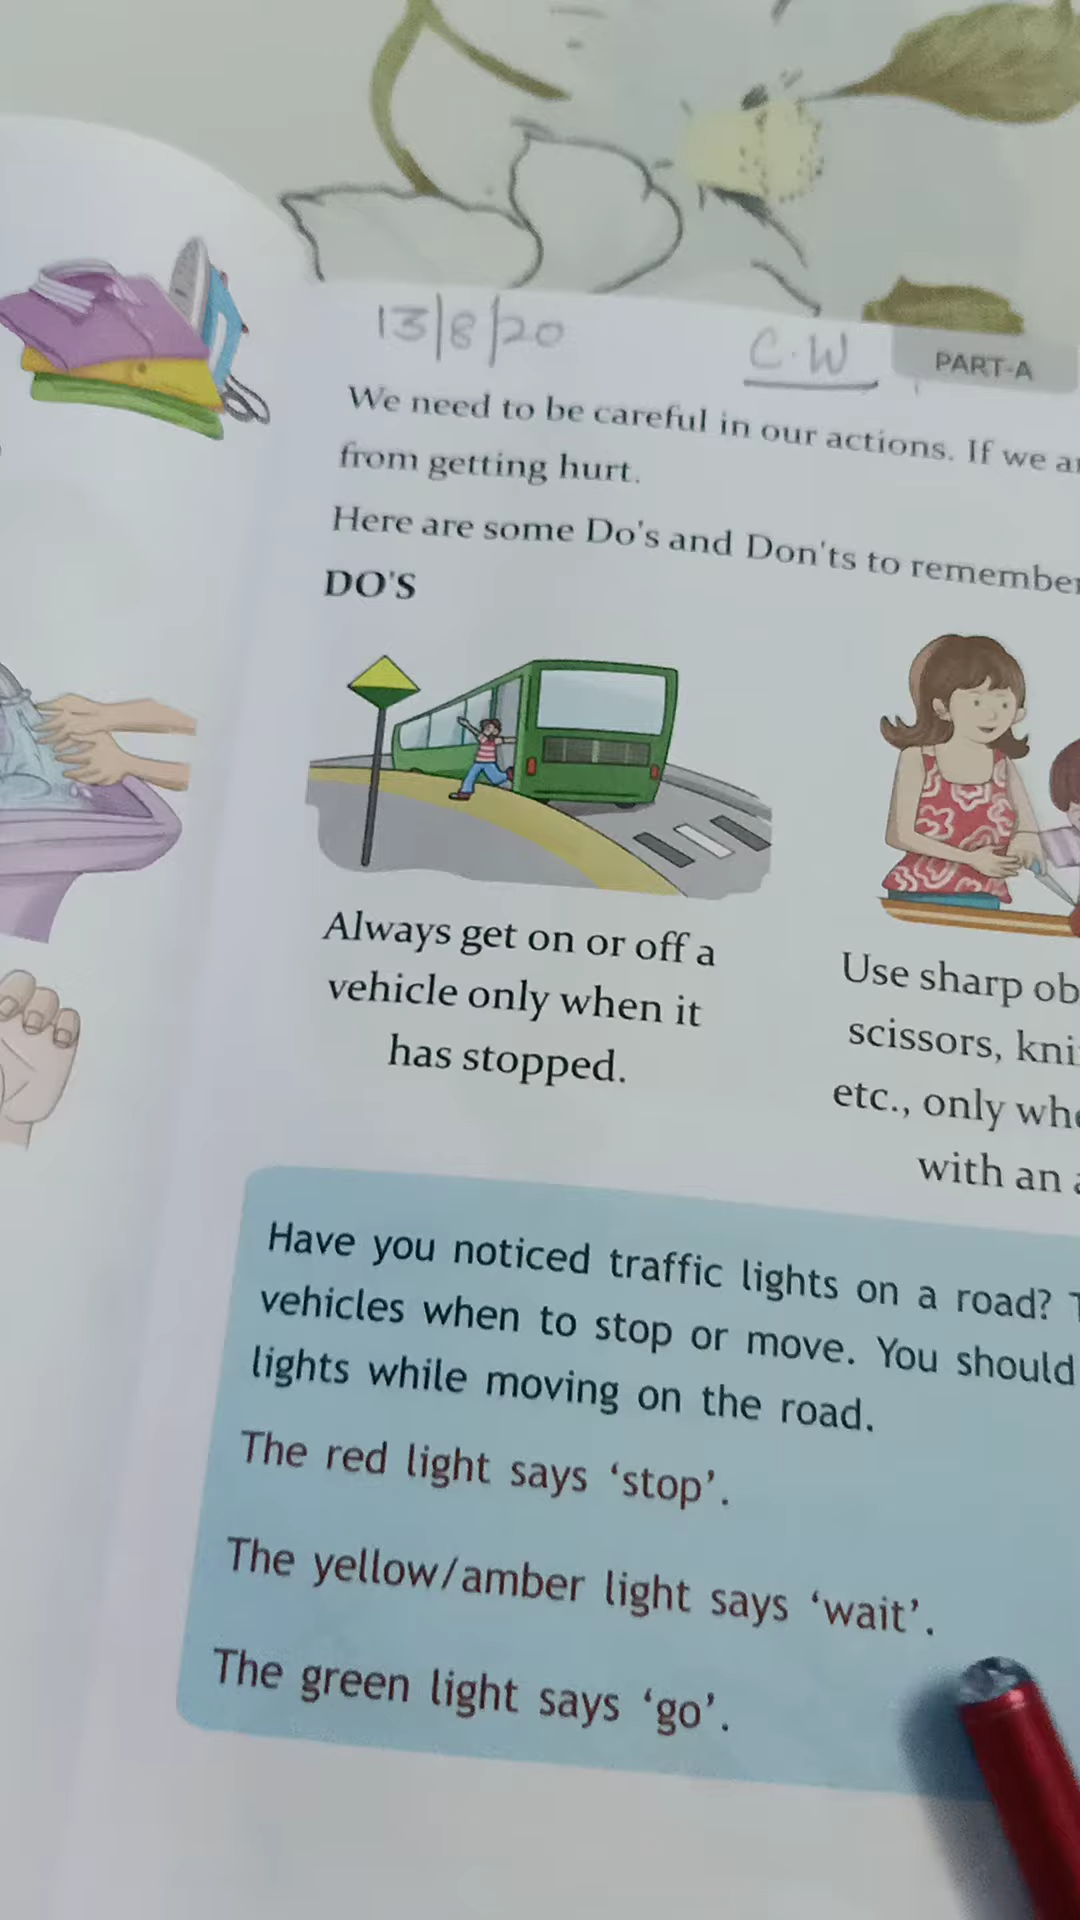 13/8/20 C.W PART-A
We need to be careful in our actions. If we
from getting hurt.
Here are some Do's and Don'ts to remember
DO'S
Always get on or off a
vehicle only when it
has stopped.
Use sharp
scissors,
etc., only
with an
Have you noticed traffic lights on a road?
vehicles when to stop or move. You should
lights while moving on the road.
The red light says ‘stop’.
The yellow/amber light says ‘wait’.
The green light says ‘go’.